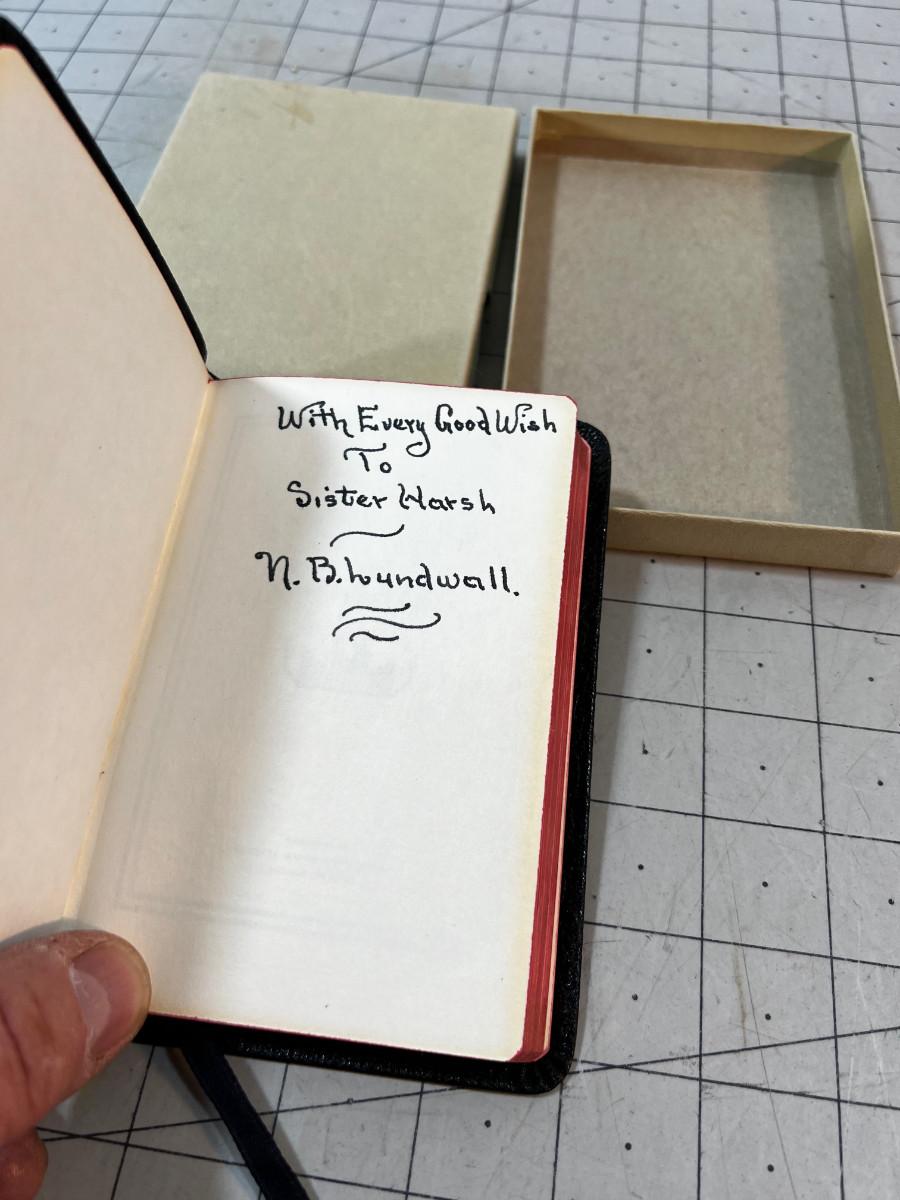 With Every Good Wish
To
Sister Harsh
N. B. Lundwall.